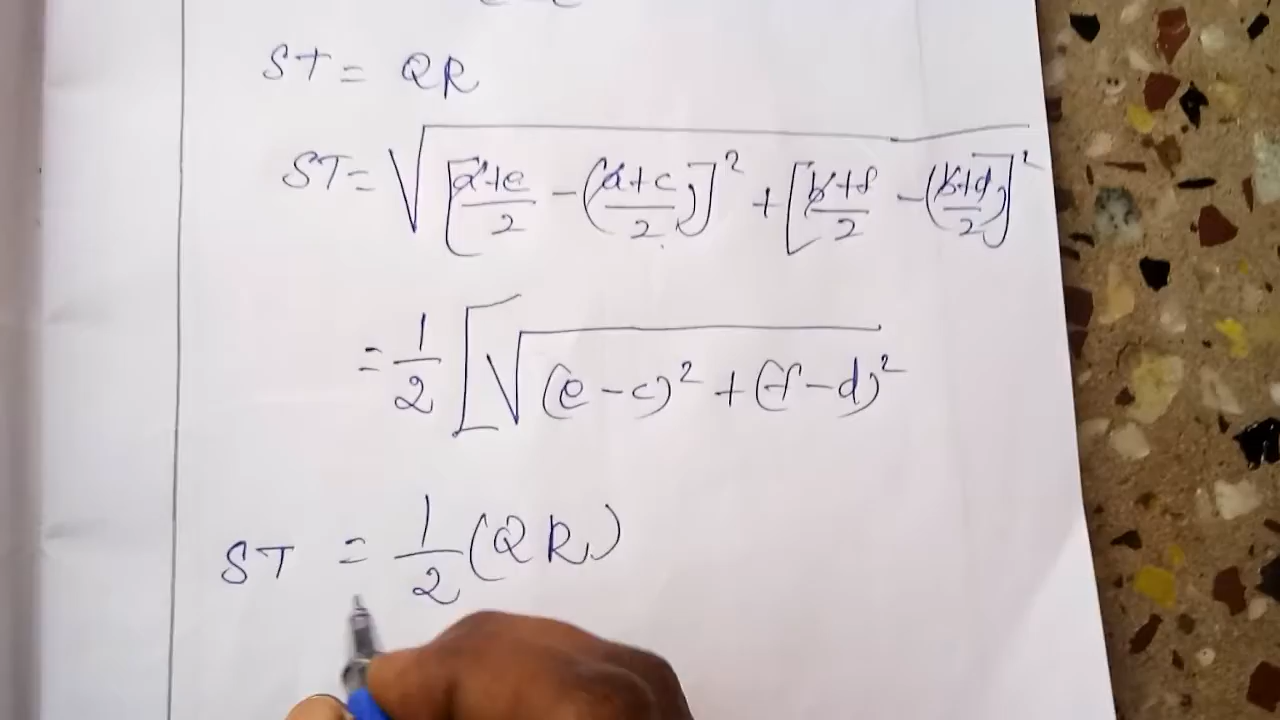 ST = QR
ST = √[a+e/2 - (a+c/2)]² + [b+f/2 - (b+d/2)]²
= 1/2 [√(e-c)² + (f-d)²
ST = 1/2 (QR)